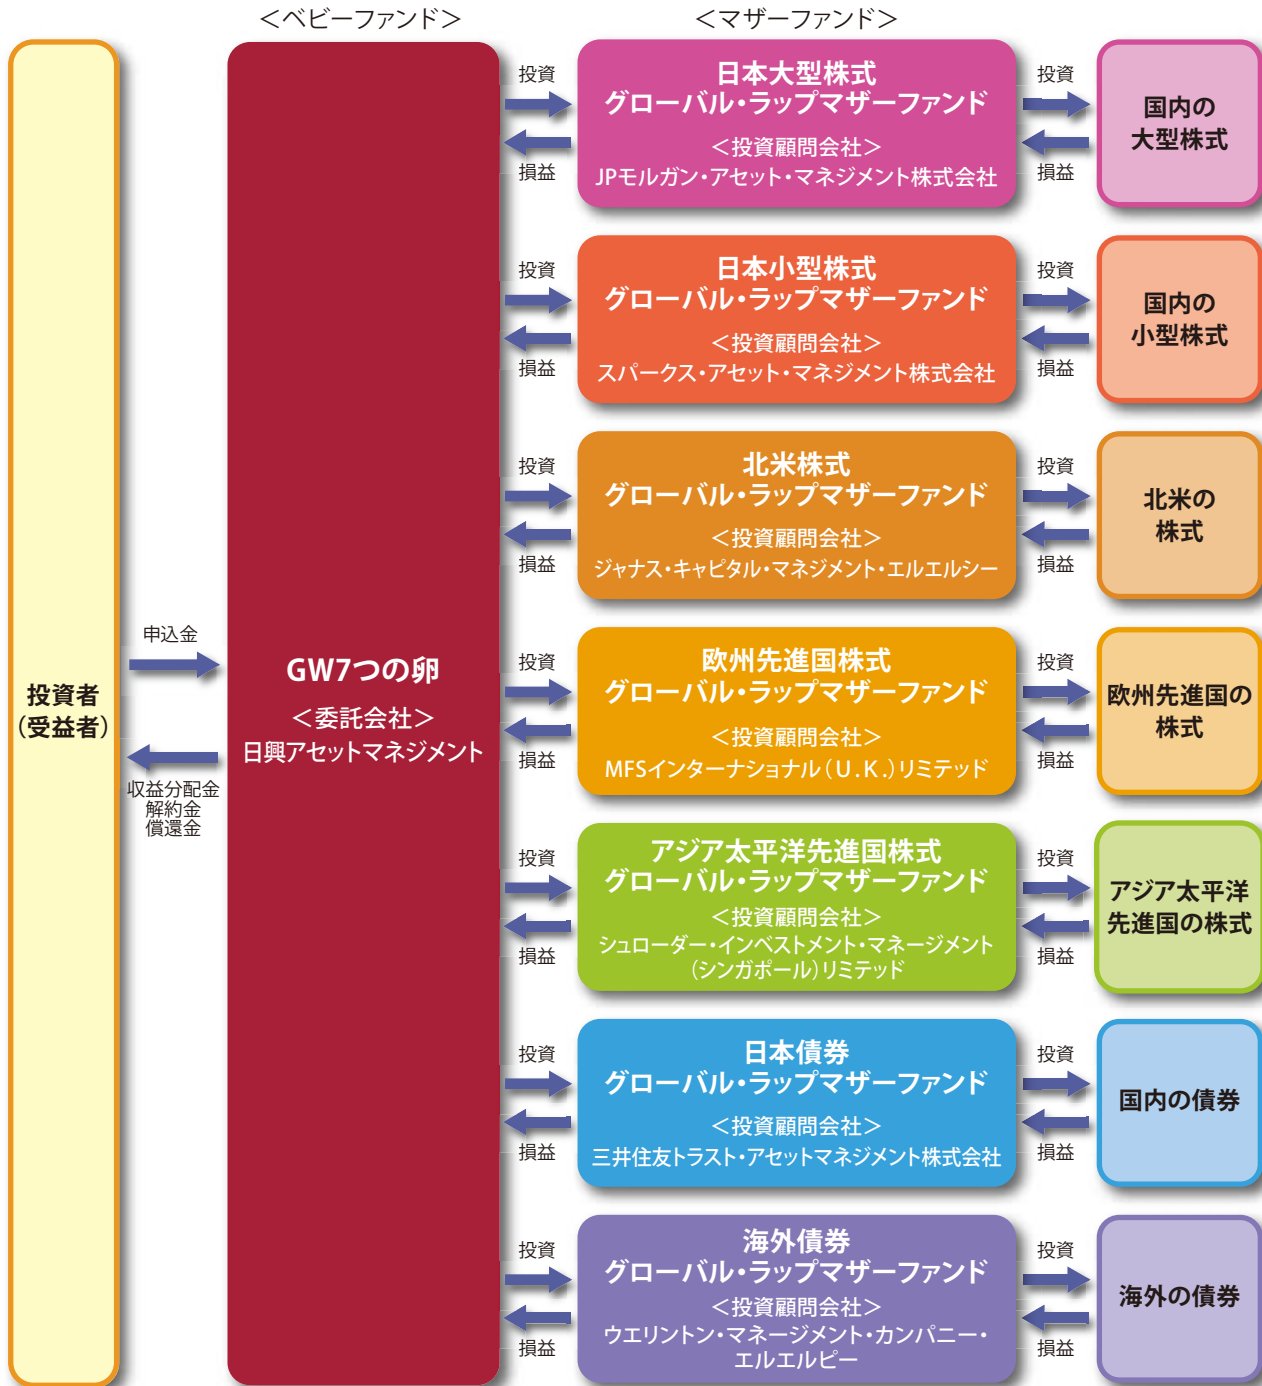 ＜ベビーファンド＞
＜マザーファンド＞
投資者
（受益者）
申込金
収益分配金
解約金
償還金
GW7つの卵
＜委託会社＞
日興アセットマネジメント
投資
損益
日本大型株式
グローバル・ラップマザーファンド
＜投資顧問会社＞
JPモルガン・アセット・マネジメント株式会社
投資
損益
国内の
大型株式
投資
損益
日本小型株式
グローバル・ラップマザーファンド
＜投資顧問会社＞
スパークス・アセット・マネジメント株式会社
投資
損益
国内の
小型株式
投資
損益
北米株式
グローバル・ラップマザーファンド
＜投資顧問会社＞
ジャナス・キャピタル・マネジメント・エルエルシー
投資
損益
北米の
株式
投資
損益
欧州先進国株式
グローバル・ラップマザーファンド
＜投資顧問会社＞
MFSインターナショナル（U.K.）リミテッド
投資
損益
欧州先進国の
株式
投資
損益
アジア太平洋先進国株式
グローバル・ラップマザーファンド
＜投資顧問会社＞
シュローダー・インベストメント・マネージメント
（シンガポール）リミテッド
投資
損益
アジア太平洋
先進国の株式
投資
損益
日本債券
グローバル・ラップマザーファンド
＜投資顧問会社＞
三井住友トラスト・アセットマネジメント株式会社
投資
損益
国内の債券
投資
損益
海外債券
グローバル・ラップマザーファンド
＜投資顧問会社＞
ウエリントン・マネージメント・カンパニー・
エルエルピー
投資
損益
海外の債券